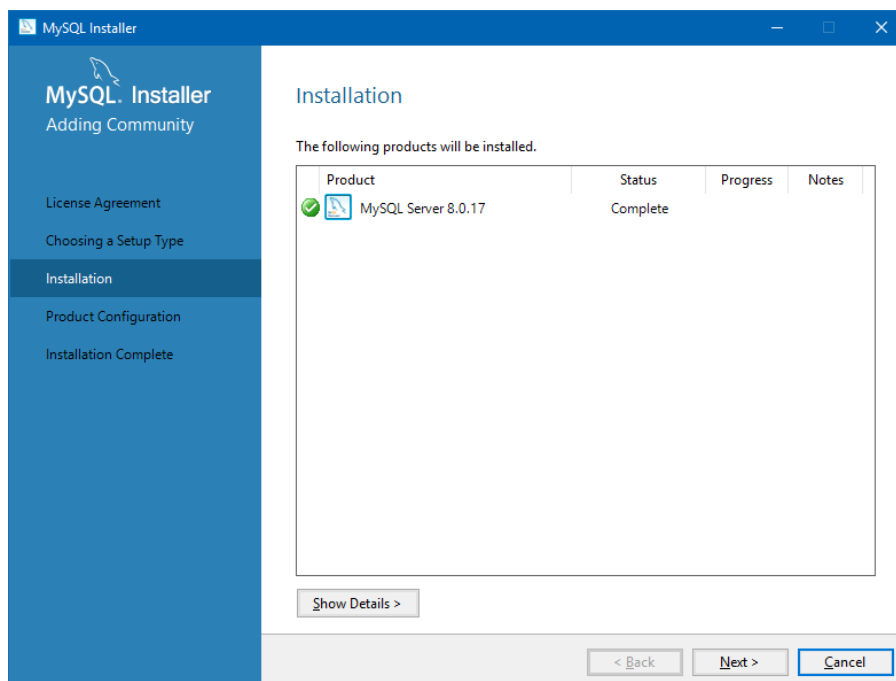 MySQL Installer
MySQL. Installer
Adding Community
License Agreement
Choosing a Setup Type
Installation
Product Configuration
Installation Complete
Installation
The following products will be installed.
Product Status Progress Notes
MySQL Server 8.0.17 Complete
Show Details >
< Back Next > Cancel